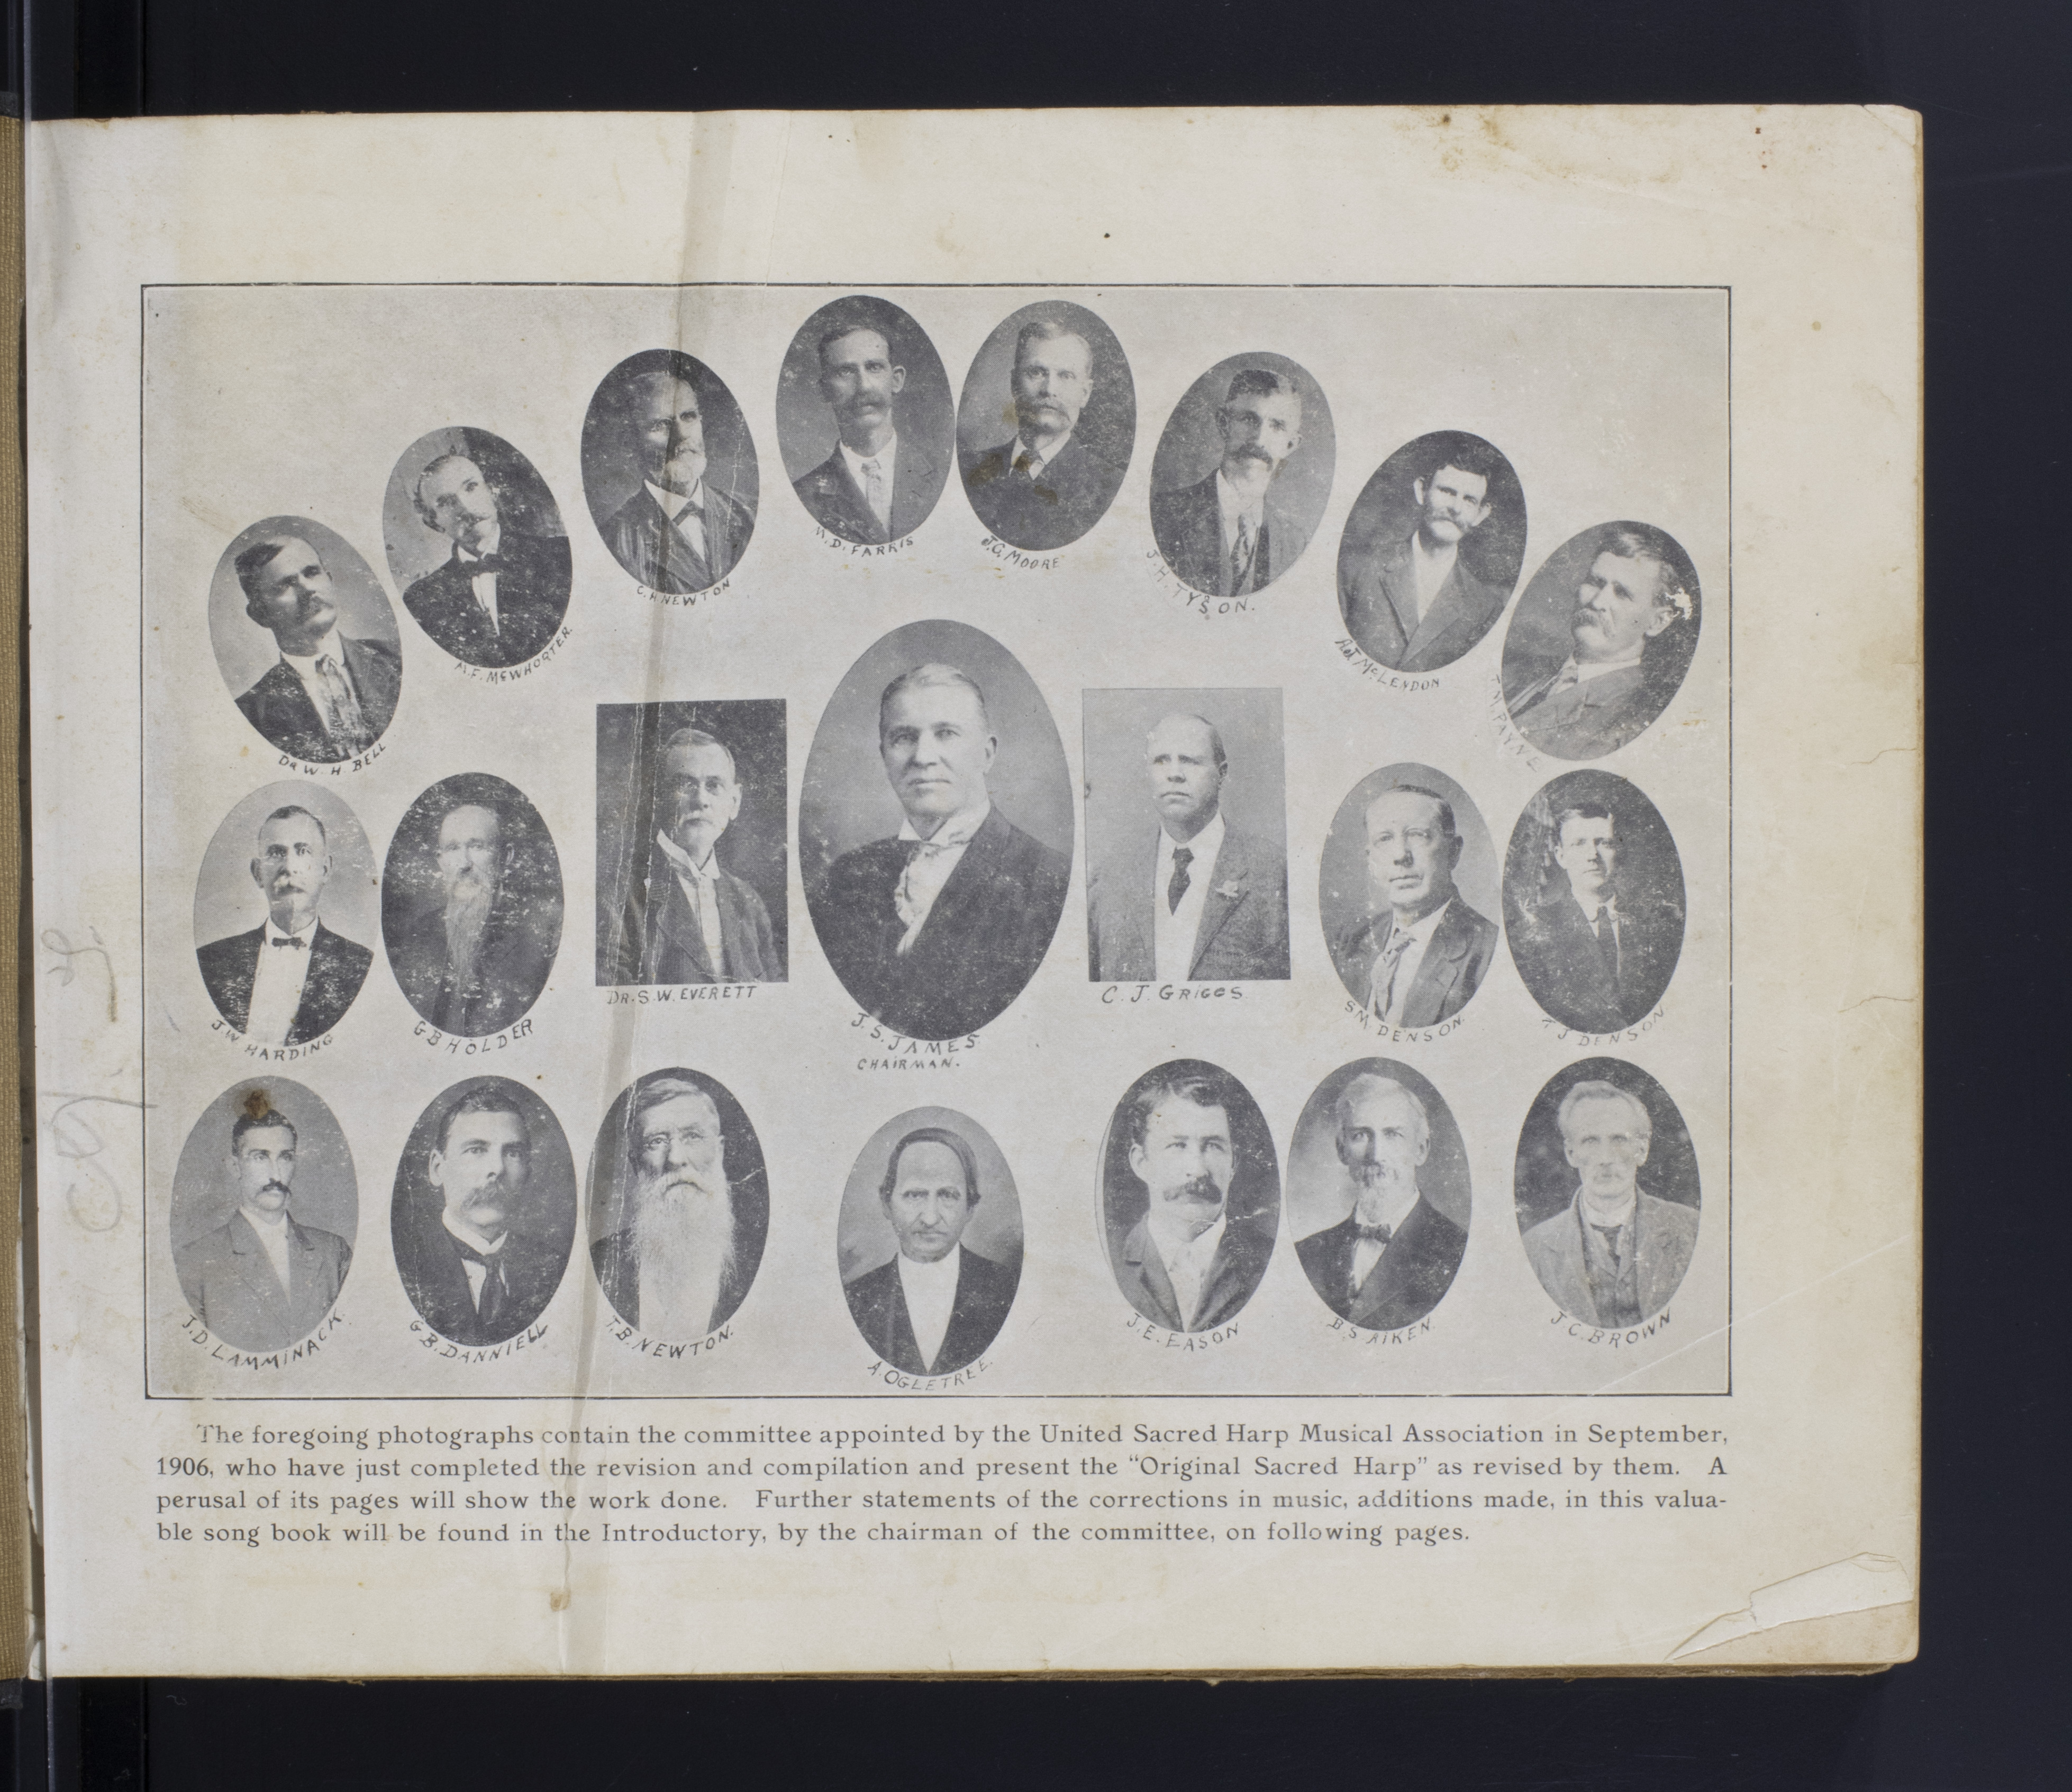 W.D. FARRIS
J.G. MOORE
C.H. NEWTON
J.H. TYSON.
M.F. McWHORTER.
Ret McLENDON
Dr W. H. BELL
PAYNE
DR. S. W. EVERETT
J.S. JAMES
CHAIRMAN.
C. J. GRIGGS
J.W. HARDING
G B HOLDER
S.M. DENSON.
T J DENSON
J.D. LAMMINACK.
G.B. DANNIELL
T.B. NEWTON.
A. OGLETREE.
J.E. EASON
B.S. AIKEN.
J.C. BROWN
The foregoing photographs contain the committee appointed by the United Sacred Harp Musical Association in September,
1906, who have just completed the revision and compilation and present the “Original Sacred Harp” as revised by them. A
perusal of its pages will show the work done. Further statements of the corrections in music, additions made, in this valua-
ble song book will be found in the Introductory, by the chairman of the committee, on following pages.